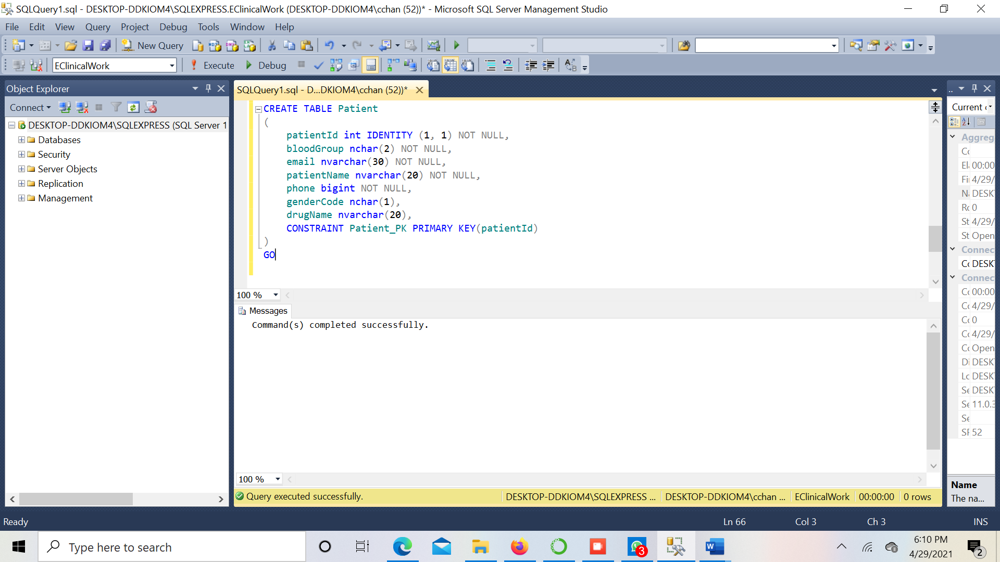 SQLQuery1.sql - DESKTOP-DDKIOM4\SQLEXPRESS.EClinicalWork (DESKTOP-DDKIOM4\cchan (52))* - Microsoft SQL Server Management Studio
File Edit View Query Project Debug Tools Window Help
New Query
EClinicalWork Execute Debug
Object Explorer
Connect
DESKTOP-DDKIOM4\SQLEXPRESS (SQL Server 1
Databases
Security
Server Objects
Replication
Management
SQLQuery1.sql - D...DKIOM4\cchan (52))*
CREATE TABLE Patient
(
patientId int IDENTITY (1, 1) NOT NULL,
bloodGroup nchar(2) NOT NULL,
email nvarchar(30) NOT NULL,
patientName nvarchar(20) NOT NULL,
phone bigint NOT NULL,
genderCode nchar(1),
drugName nvarchar(20),
CONSTRAINT Patient_PK PRIMARY KEY(patientId)
)
GO
100 %
Messages
Command(s) completed successfully.
100 %
Query executed successfully. DESKTOP-DDKIOM4\SQLEXPRESS ... DESKTOP-DDKIOM4\cchan ... EClinicalWork 00:00:00 0 rows
..
Current
Aggreg
Co
El 00:00
Fi 4/29/
DESK
Ro 0
St 4/29/
St Open
Connec
Co DESK
Connec
Co 00:00
Co 4/29/
Co 0
Co 4/29/
Co Open
Di DESK
Lo DESK
Se DESK
Se 11.0.3
Se
SP 52
Name
The na...
Ready Ln 66 Col 3 Ch 3 INS
Type here to search
3
6:10 PM
4/29/2021
2